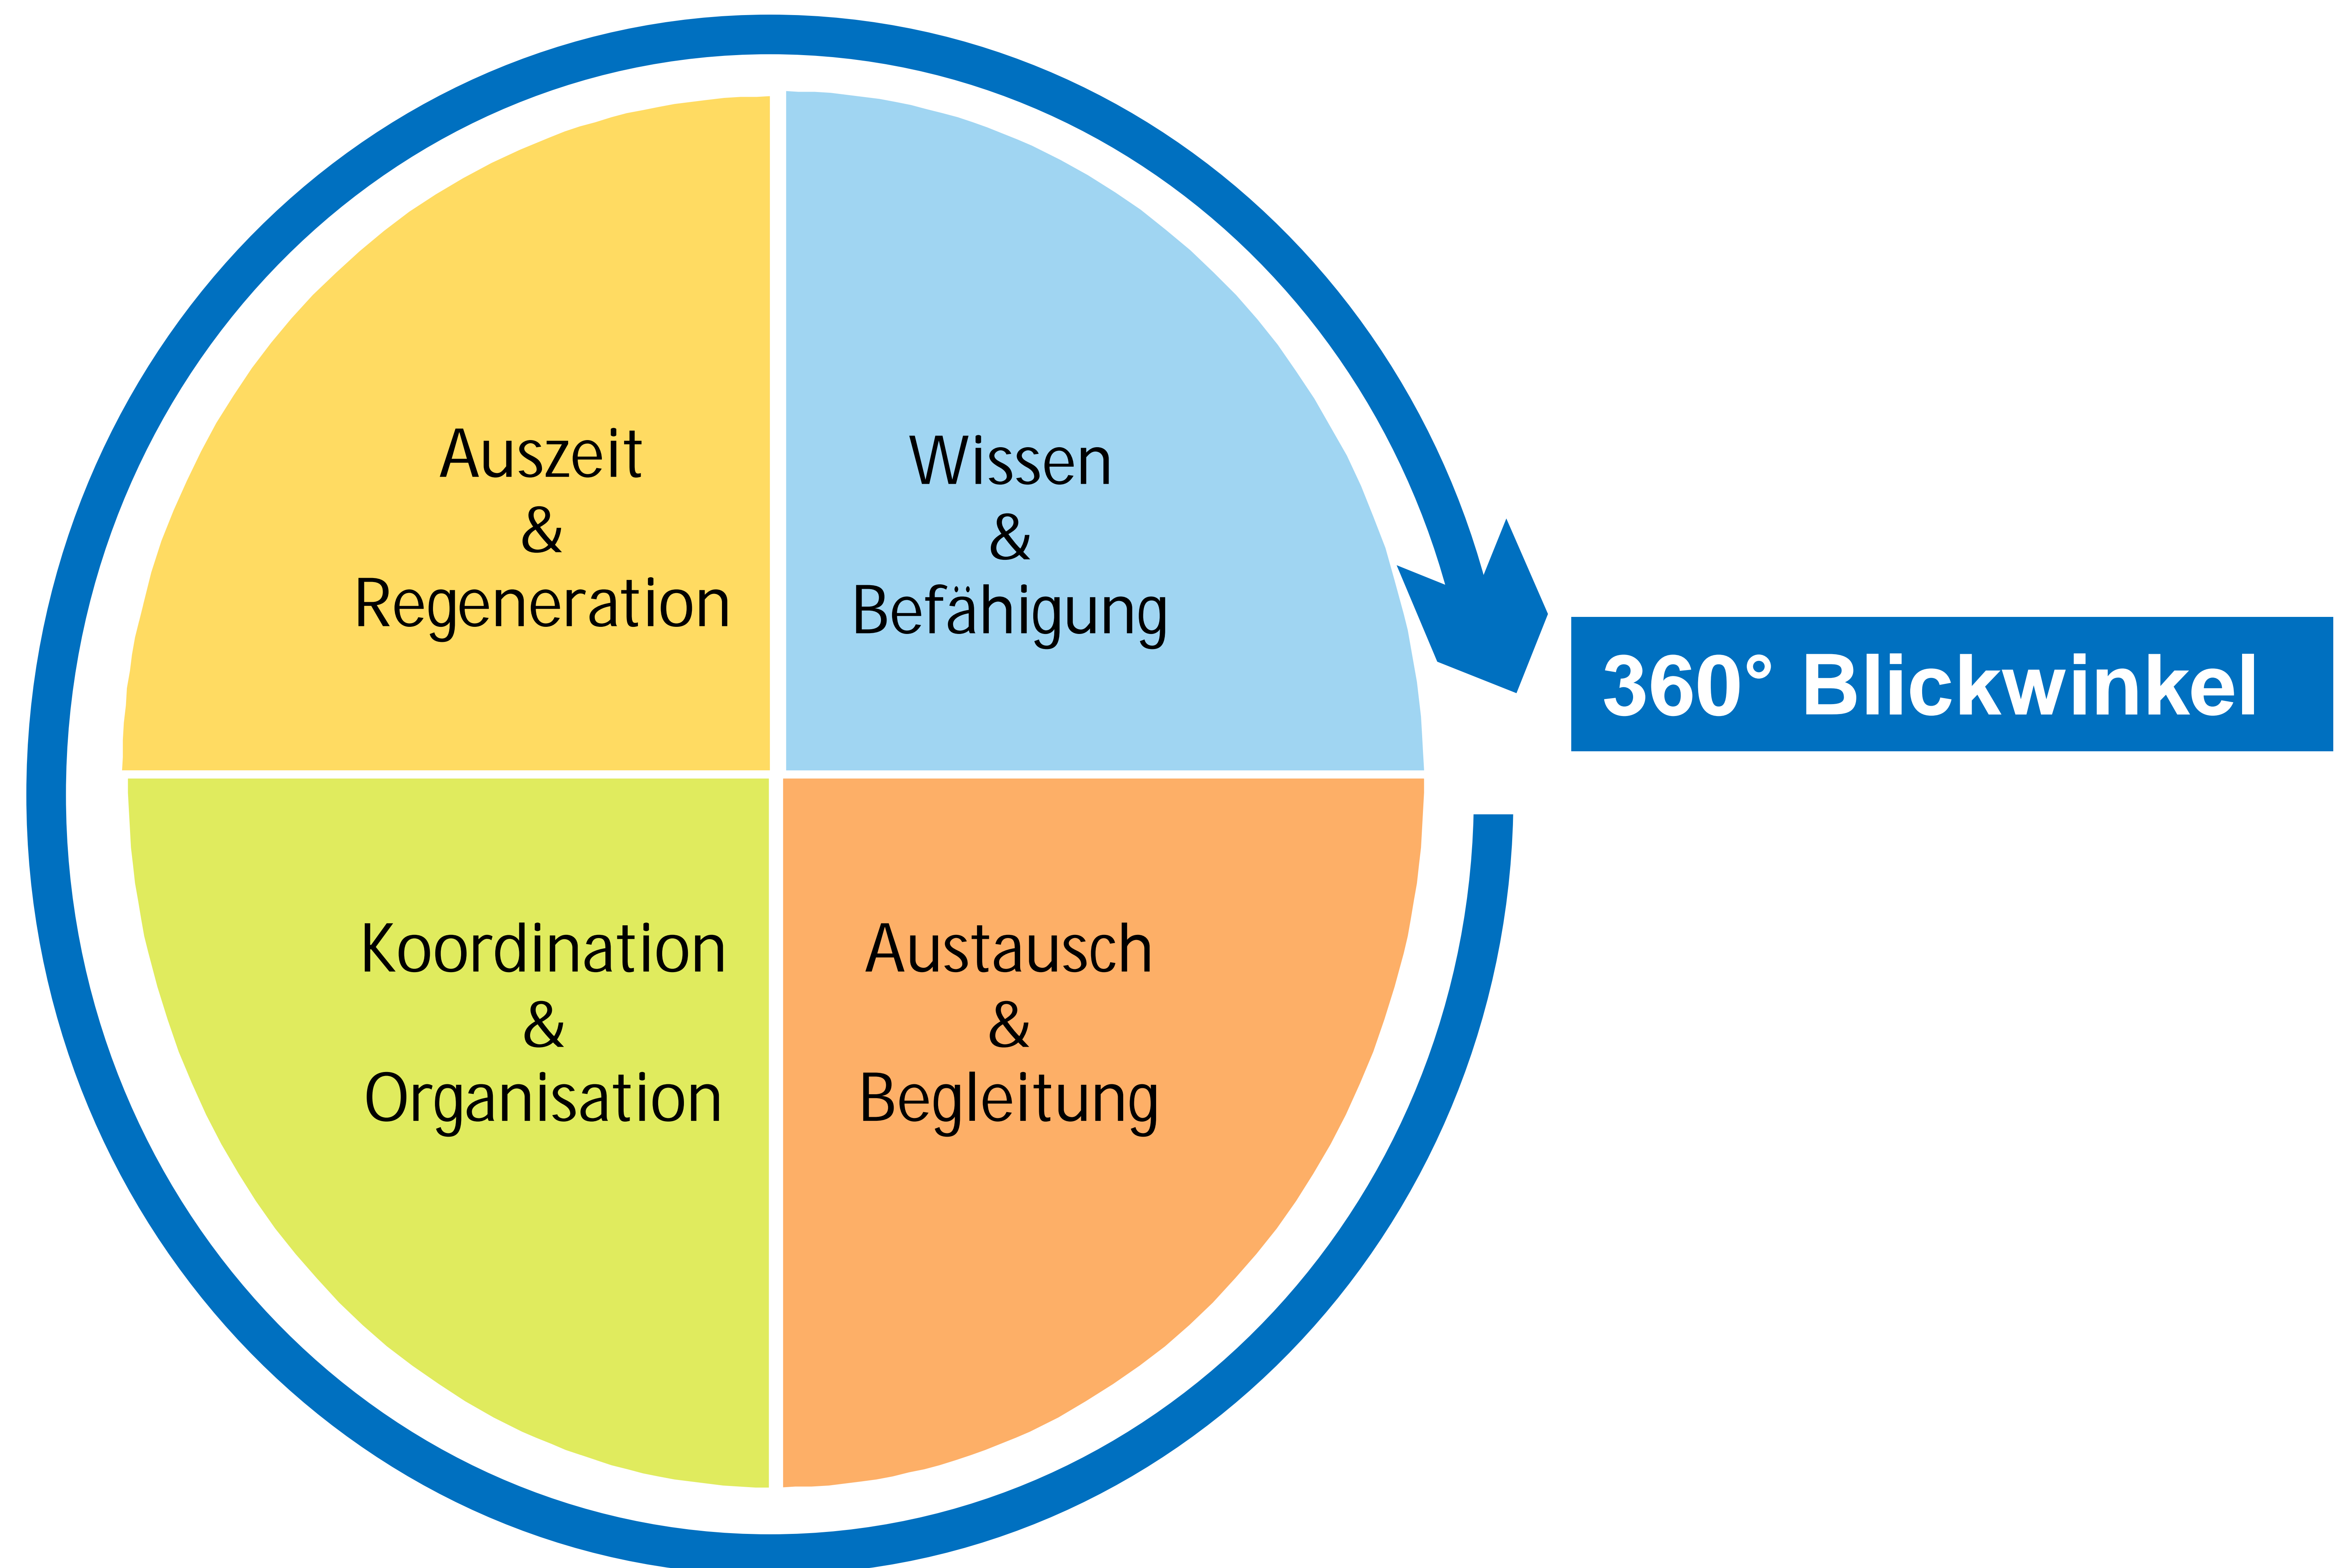 Auszeit
&
Regeneration
Wissen
&
Befähigung
360° Blickwinkel
Koordination
&
Organisation
Austausch
&
Begleitung